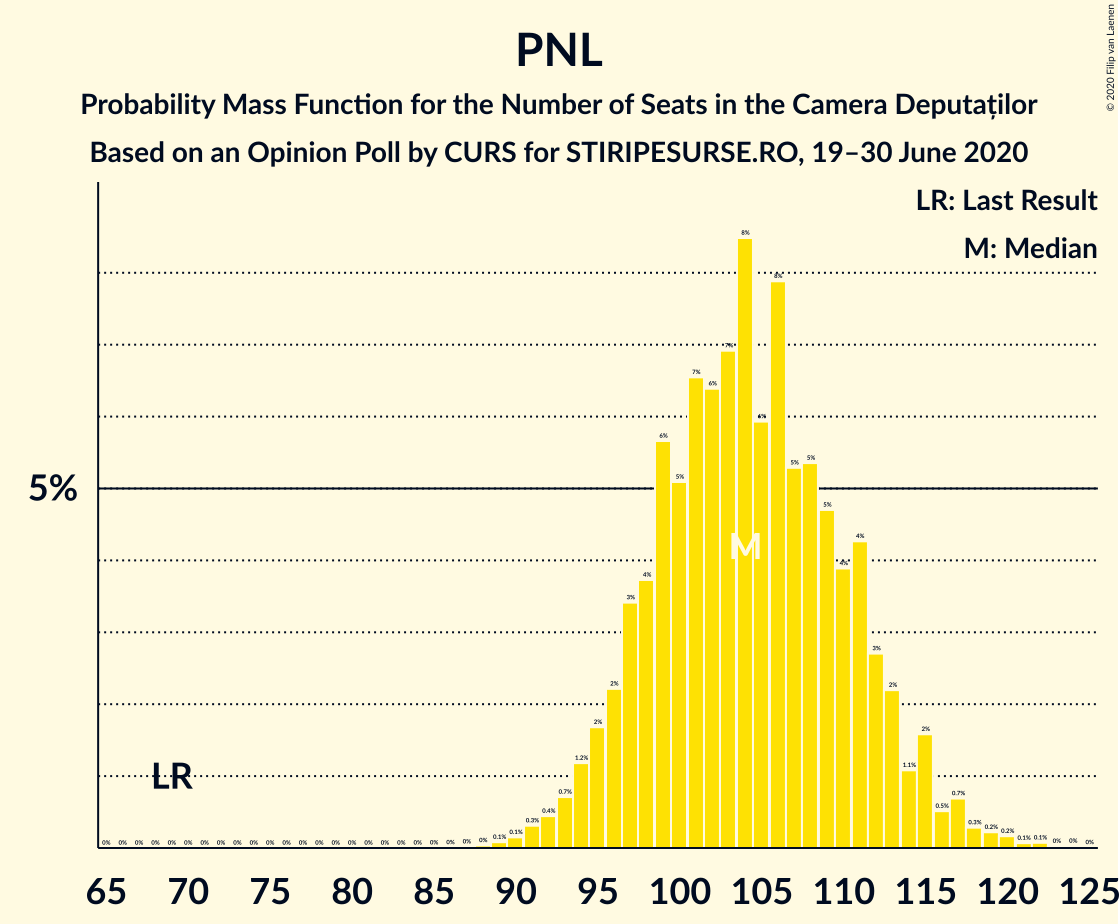 PNL
Probability Mass Function for the Number of Seats in the Camera Deputaților
Based on an Opinion Poll by CURS for STIRIPESURSE.RO, 19–30 June 2020
© 2020 Filip van Laenen
LR: Last Result
M: Median
5%
LR
M
0% 0% 0% 0% 0% 0% 0% 0% 0% 0% 0% 0% 0% 0% 0% 0% 0% 0% 0% 0% 0% 0% 0% 0% 0.1% 0.1% 0.3% 0.4% 0.7% 1.2% 2% 2% 3% 4% 6% 5% 7% 6% 7% 8% 6% 8% 5% 5% 5% 4% 4% 3% 2% 1.1% 2% 0.5% 0.7% 0.3% 0.2% 0.2% 0.1% 0.1% 0% 0% 0%
65 70 75 80 85 90 95 100 105 110 115 120 125